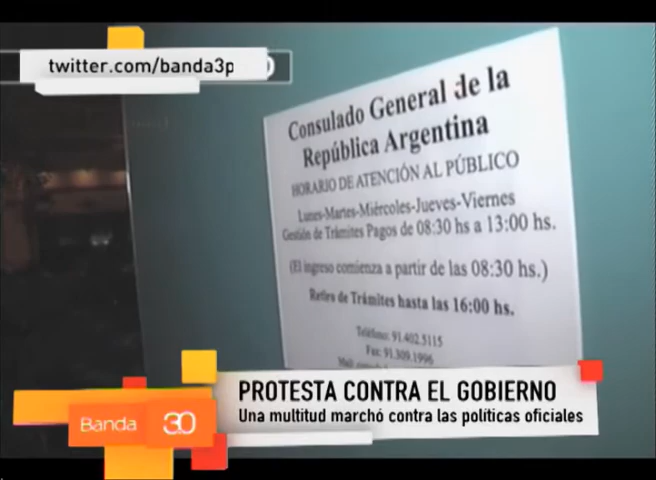 twitter.com/banda3p
Consulado General de la
República Argentina
HORARIO DE ATENCIÓN AL PÚBLICO
Lunes-Martes-Miércoles-Jueves-Viernes
Gestión de Trámites Pagos de 08:30 hs a 13:00 hs.
(El ingreso comienza a partir de las 08:30 hs.)
Retiro de Trámites hasta las 16:00 hs.
Teléfono: 91.402.5115
Fax: 91.309.1996
PROTESTA CONTRA EL GOBIERNO
Una multitud marchó contra las políticas oficiales
Banda 3.0